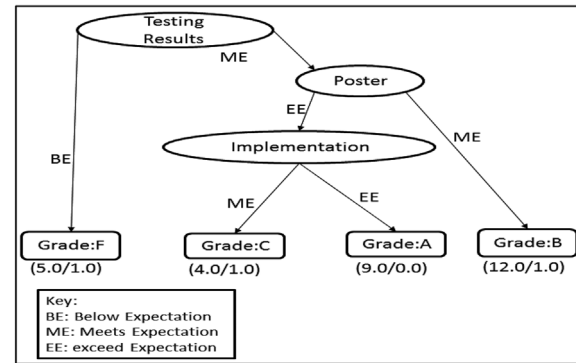 Testing
Results
ME
Poster
EE
ME
Implementation
BE
ME
EE
Grade:F
Grade:C
Grade:A
Grade:B
(5.0/1.0)
(4.0/1.0)
(9.0/0.0)
(12.0/1.0)
Key:
BE: Below Expectation
ME: Meets Expectation
EE: exceed Expectation